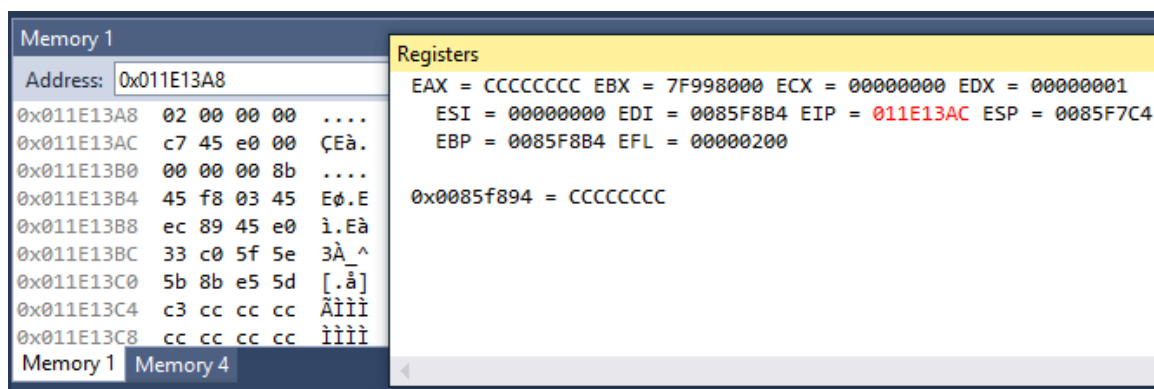 Memory 1
Address: 0x011E13A8
0x011E13A8 02 00 00 00 ....
0x011E13AC c7 45 e0 00 ÇEà.
0x011E13B0 00 00 00 8b ....
0x011E13B4 45 f8 03 45 Eø.E
0x011E13B8 ec 89 45 e0 ì.Eà
0x011E13BC 33 c0 5f 5e 3À_^
0x011E13C0 5b 8b e5 5d [.å]
0x011E13C4 c3 cc cc cc ÃÌÌÌ
0x011E13C8 cc cc cc cc ÌÌÌÌ
Memory 1 Memory 4
Registers
EAX = CCCCCCCC EBX = 7F998000 ECX = 00000000 EDX = 00000001
ESI = 00000000 EDI = 0085F8B4 EIP = 011E13AC ESP = 0085F7C4
EBP = 0085F8B4 EFL = 00000200
0x0085f894 = CCCCCCCC